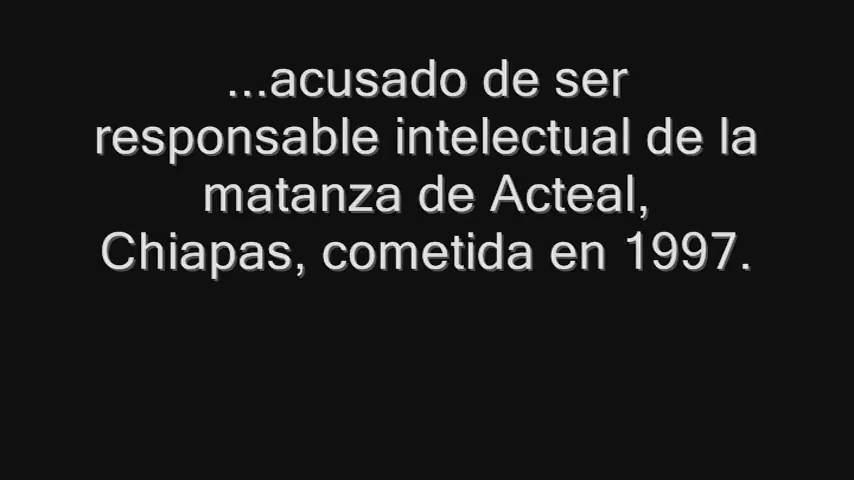 ...acusado de ser
responsable intelectual de la
matanza de Acteal,
Chiapas, cometida en 1997.